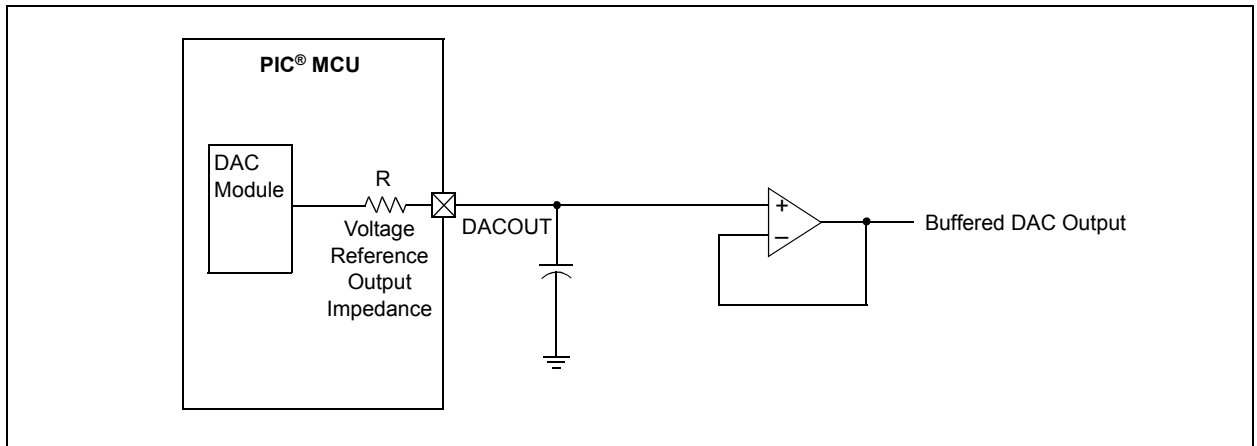 PIC® MCU
DAC
Module
R
Voltage
Reference
Output
Impedance
DACOUT
+
–
Buffered DAC Output